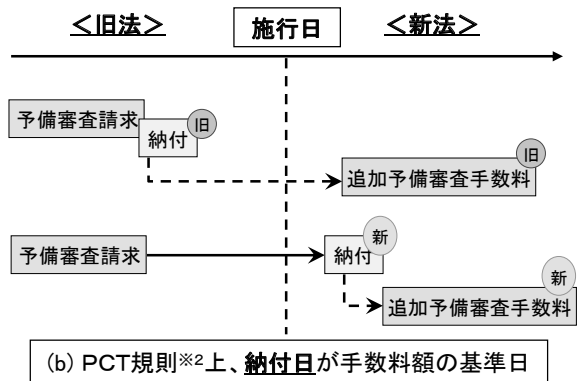 ＜旧法＞
施行日
＜新法＞
予備審査請求
納付
旧
旧
追加予備審査手数料
予備審査請求
納付
新
新
追加予備審査手数料
(b) PCT規則※2上、納付日が手数料額の基準日